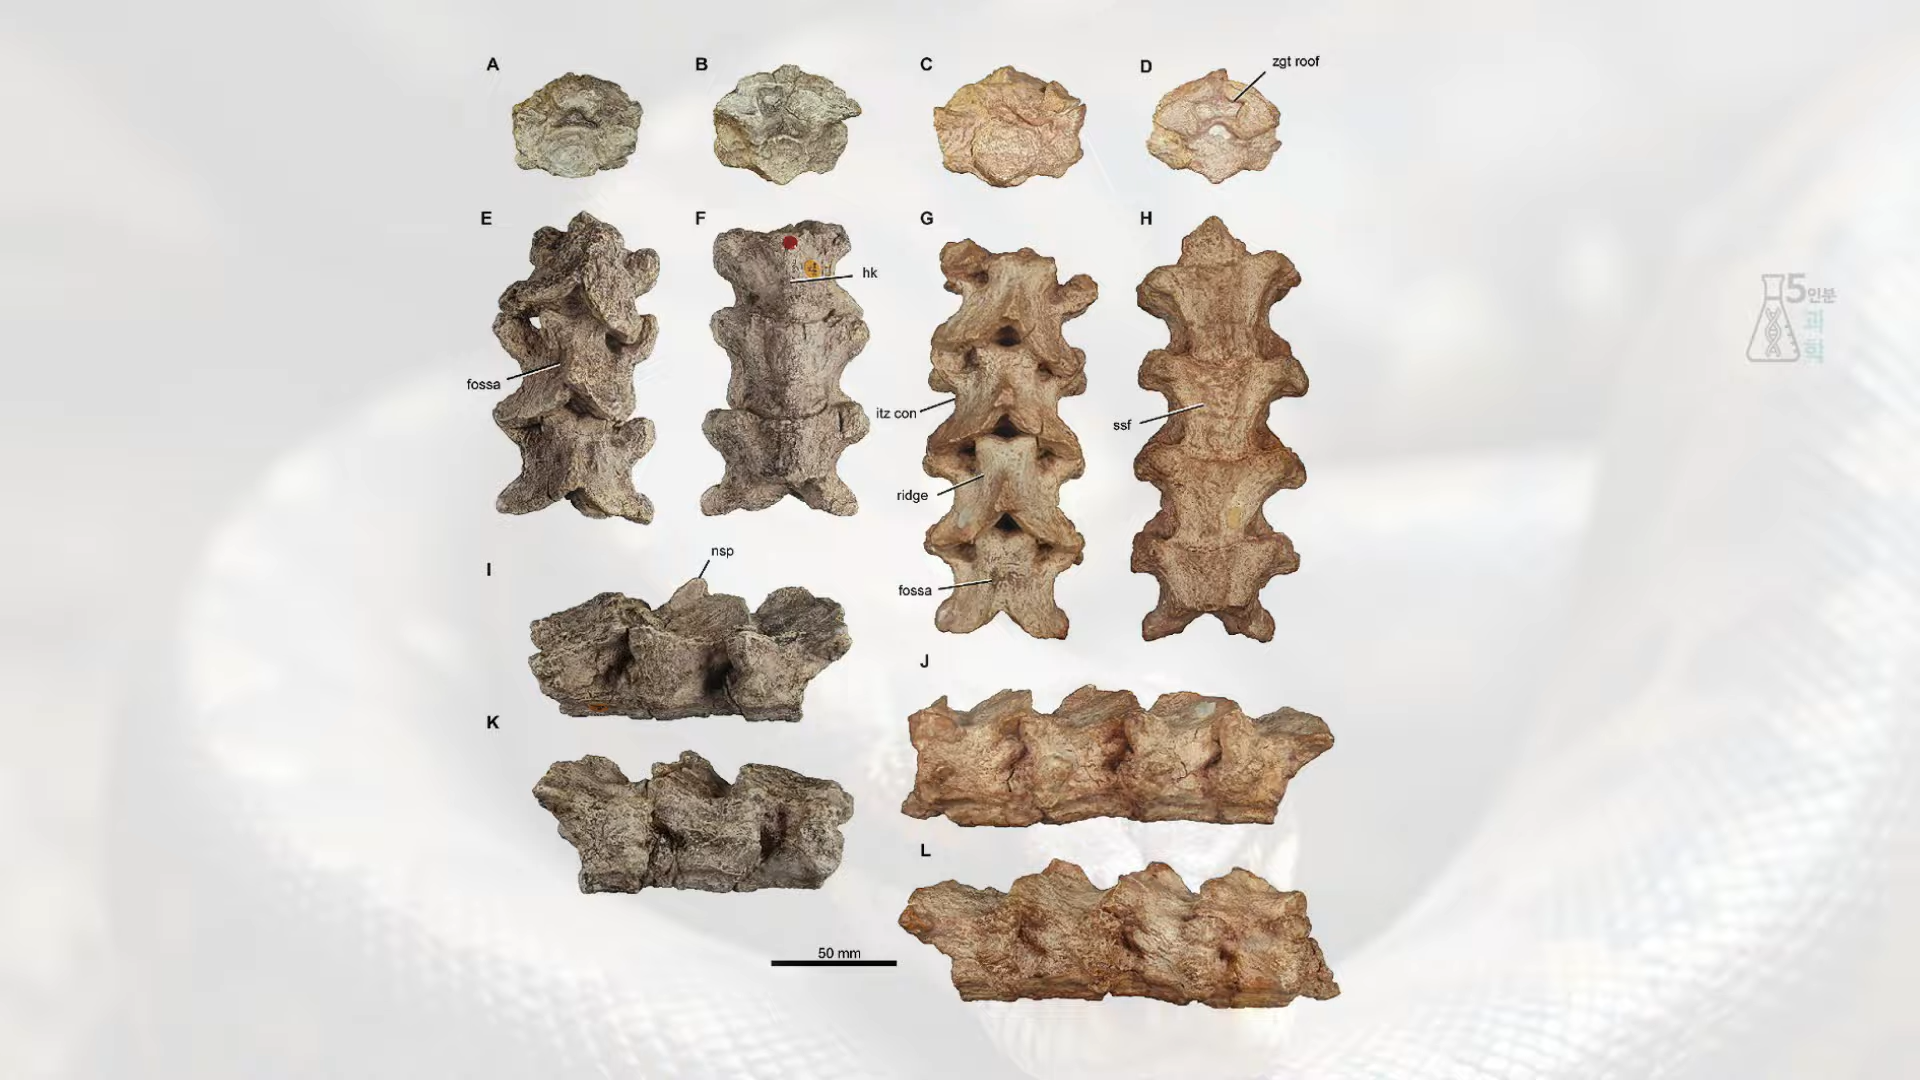 A
B
C
D
zgt roof
E
F
G
H
hk
fossa
itz con
ssf
ridge
nsp
I
fossa
J
K
L
50 mm
5인분
과
학